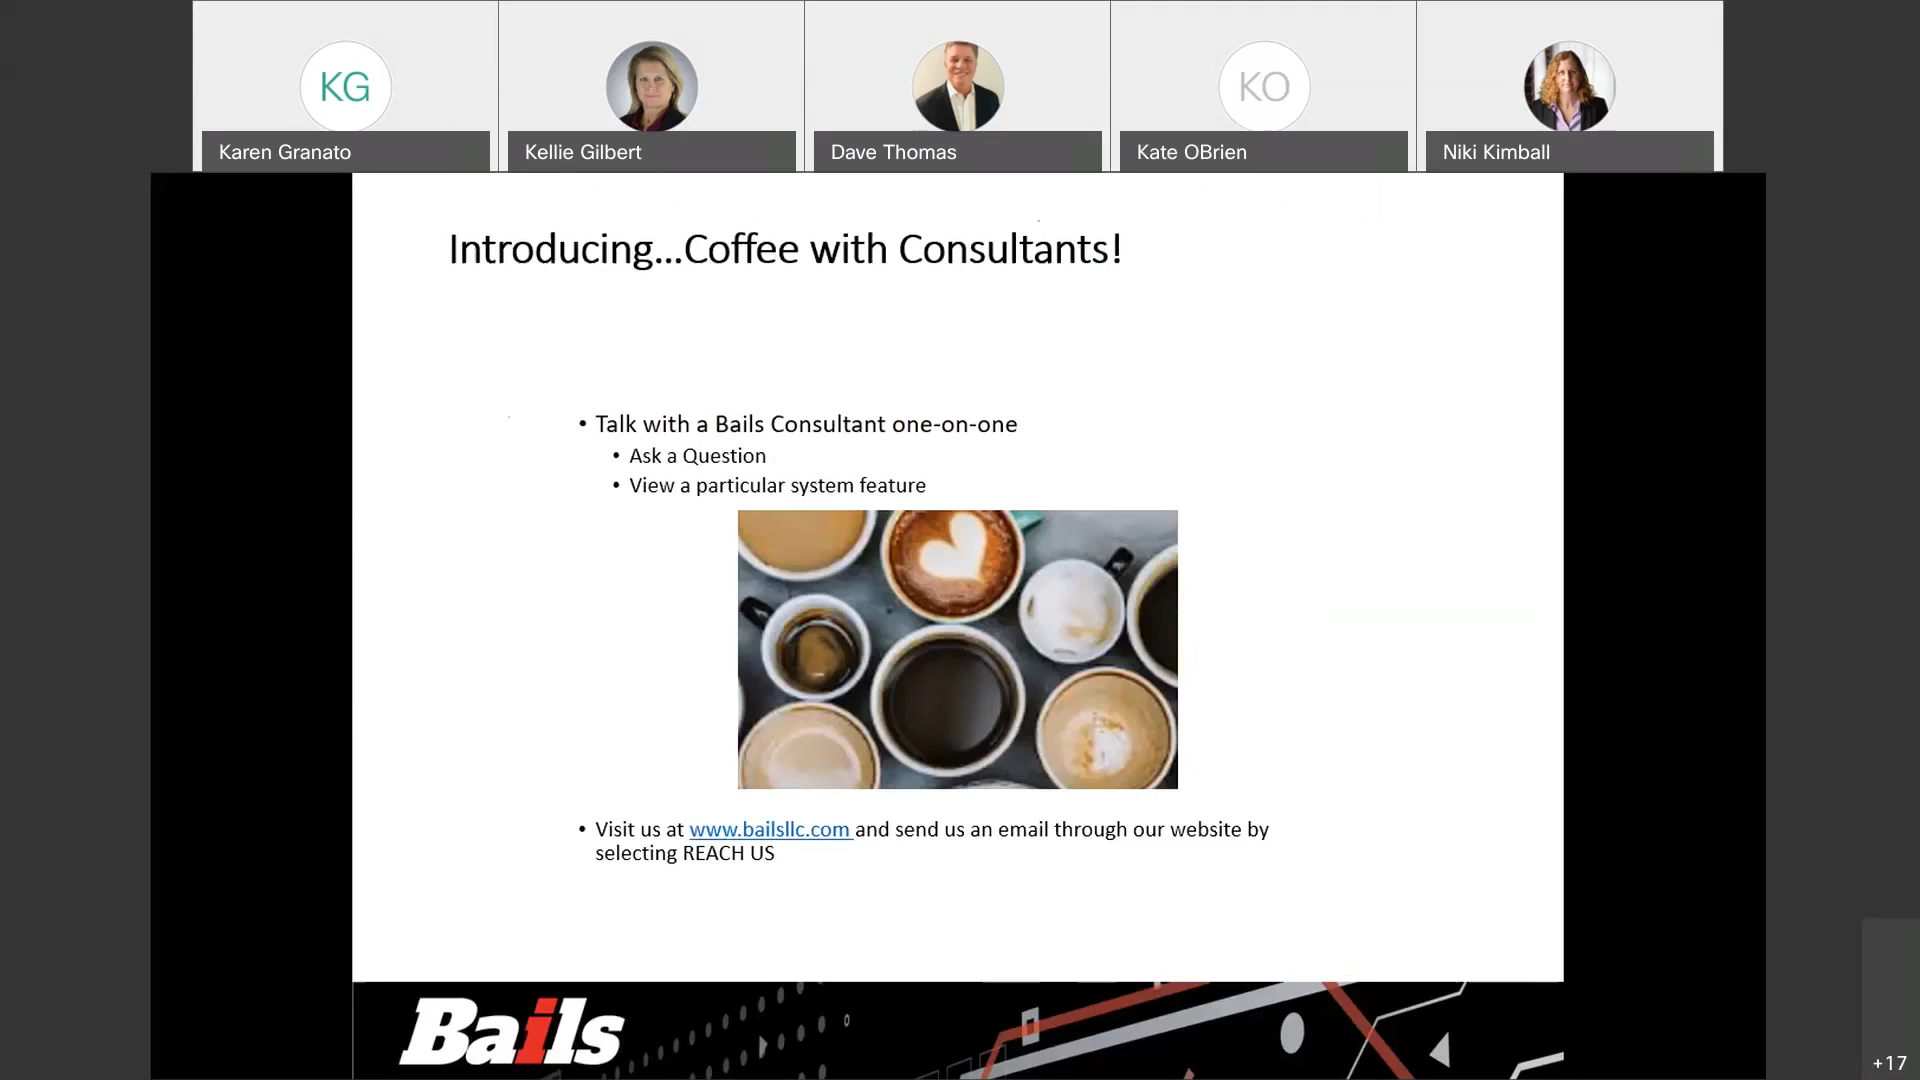 KG
KO
Karen Granato
Kellie Gilbert
Dave Thomas
Kate OBrien
Niki Kimball
Introducing...Coffee with Consultants!
• Talk with a Bails Consultant one-on-one
• Ask a Question
• View a particular system feature
• Visit us at www.bailsllc.com and send us an email through our website by
selecting REACH US
Bails
+17